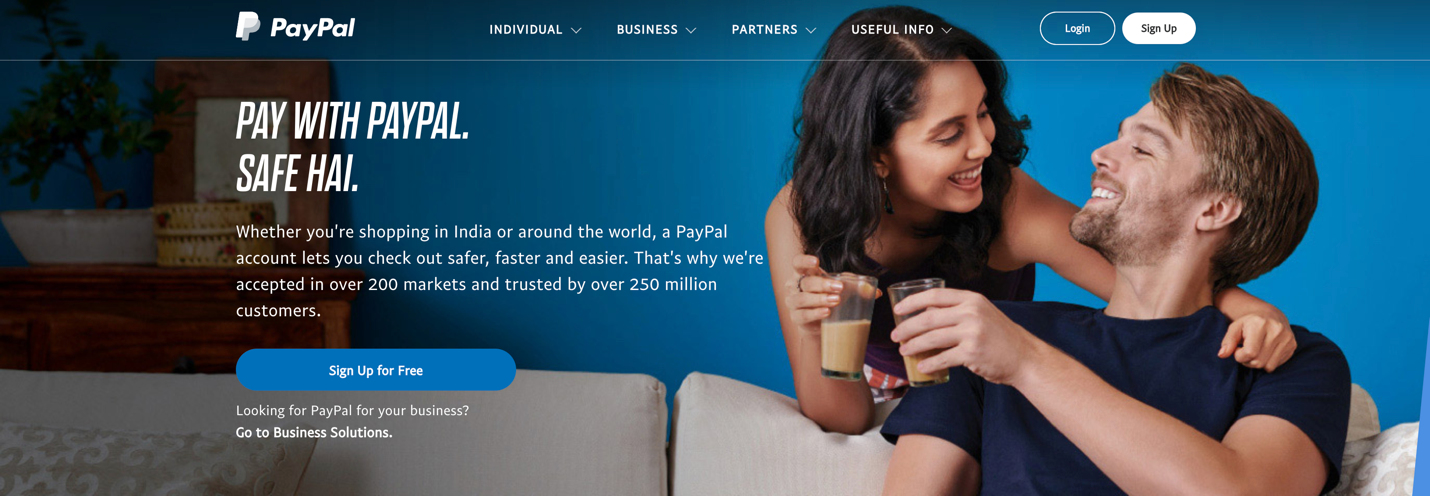 PayPal
INDIVIDUAL
BUSINESS
PARTNERS
USEFUL INFO
Login
Sign Up
PAY WITH PAYPAL.
SAFE HAI.
Whether you're shopping in India or around the world, a PayPal
account lets you check out safer, faster and easier. That's why we're
accepted in over 200 markets and trusted by over 250 million
customers.
Sign Up for Free
Looking for PayPal for your business?
Go to Business Solutions.